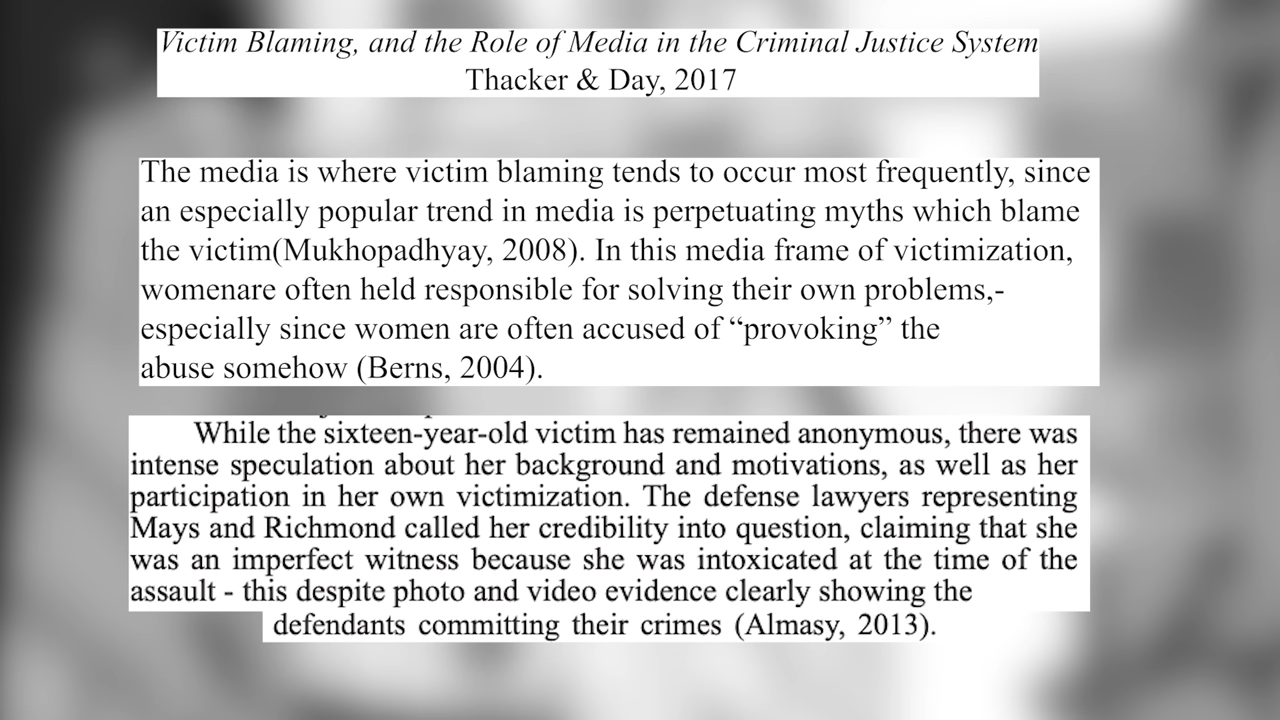 Victim Blaming, and the Role of Media in the Criminal Justice System
Thacker & Day, 2017
The media is where victim blaming tends to occur most frequently, since
an especially popular trend in media is perpetuating myths which blame
the victim(Mukhopadhyay, 2008). In this media frame of victimization,
womenare often held responsible for solving their own problems,-
especially since women are often accused of “provoking” the
abuse somehow (Berns, 2004).
While the sixteen-year-old victim has remained anonymous, there was
intense speculation about her background and motivations, as well as her
participation in her own victimization. The defense lawyers representing
Mays and Richmond called her credibility into question, claiming that she
was an imperfect witness because she was intoxicated at the time of the
assault - this despite photo and video evidence clearly showing the
defendants committing their crimes (Almasy, 2013).